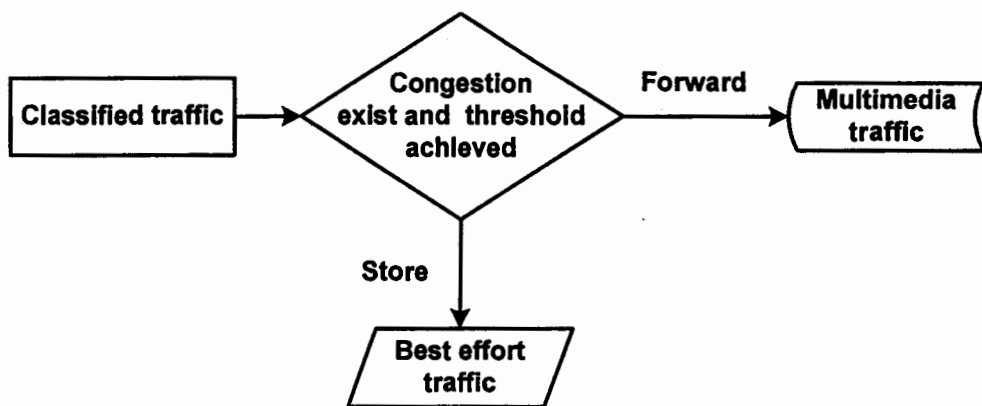 Classified traffic
Congestion
exist and threshold
achieved
Forward
Multimedia
traffic
Store
Best effort
traffic